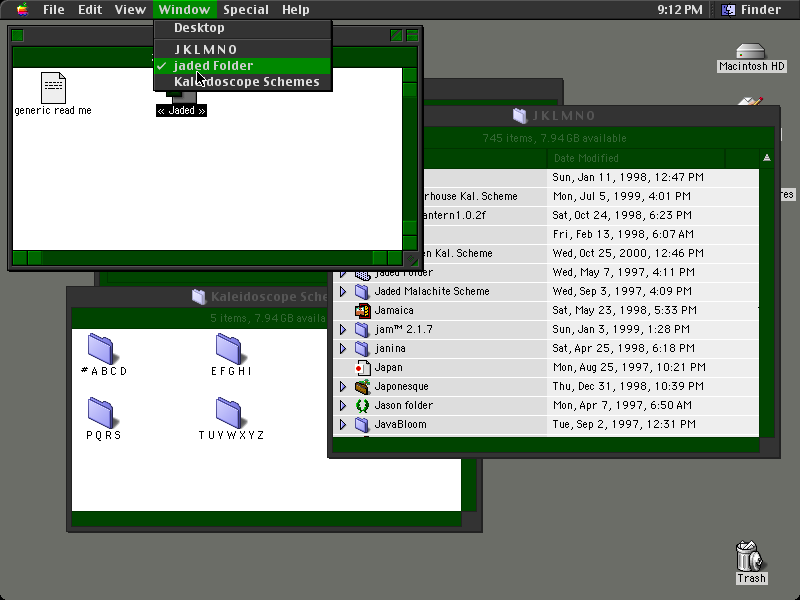 File Edit View Window Special Help 9:12 PM Finder
Desktop
J K L M N O
✓ jaded Folder
Kaleidoscope Schemes
generic read me
« Jaded »
Macintosh HD
J K L M N O
745 items, 7.94 GB available
Date Modified
Sun, Jan 11, 1998, 12:47 PM
rhouse Kal. Scheme Mon, Jul 5, 1999, 4:01 PM
antern1.0.2f Sat, Oct 24, 1998, 6:23 PM
Fri, Feb 13, 1998, 6:07 AM
en Kal. Scheme Wed, Oct 25, 2000, 12:46 PM
jaded Folder Wed, May 7, 1997, 4:11 PM
Jaded Malachite Scheme Wed, Sep 3, 1997, 4:09 PM
Jamaica Sat, May 23, 1998, 5:33 PM
jam™ 2.1.7 Sun, Jan 3, 1999, 1:28 PM
janina Sat, Apr 25, 1998, 6:18 PM
Japan Mon, Aug 25, 1997, 10:21 PM
Japonesque Thu, Dec 31, 1998, 10:39 PM
Jason folder Mon, Apr 7, 1997, 6:50 AM
JavaBloom Tue, Sep 2, 1997, 12:31 PM
res
Kaleidoscope Sche
5 items, 7.94 GB availa
#A B C D
E F G H I
P Q R S
T U V W X Y Z
Trash